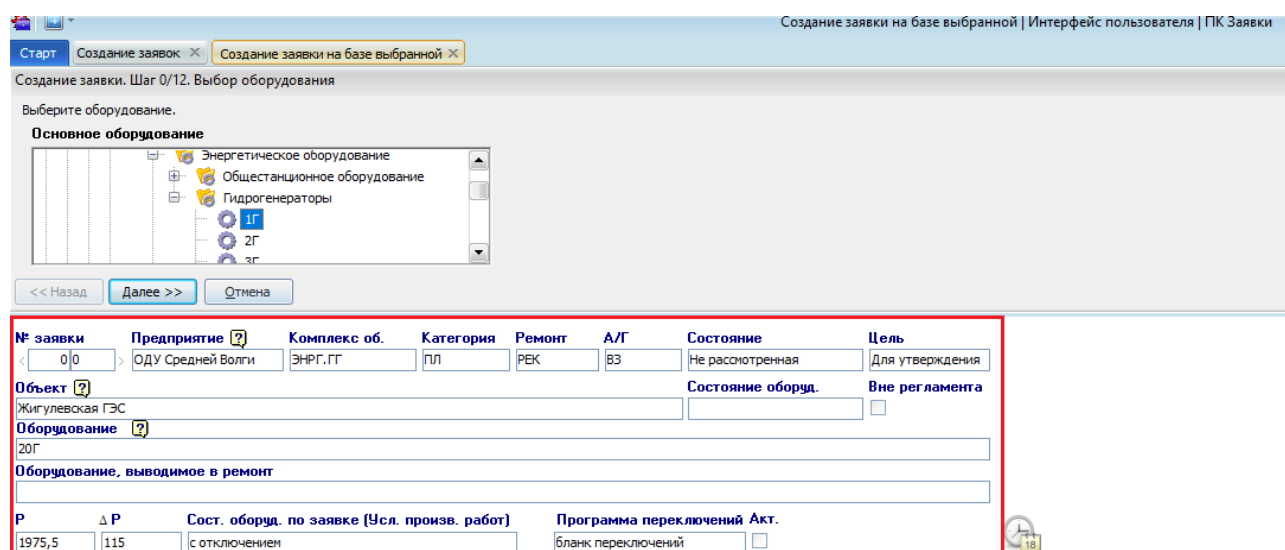 Создание заявки на базе выбранной | Интерфейс пользователя | ПК Заявки
Старт Создание заявок Создание заявки на базе выбранной
Создание заявки. Шаг 0/12. Выбор оборудования
Выберите оборудование.
Основное оборудование
Энергетическое оборудование
Общестанционное оборудование
Гидрогенераторы
1Г
2Г
3Г
<< Назад Далее >> Отмена
№ заявки Предприятие ? Комплекс об. Категория Ремонт А/Г Состояние Цель
< 0 0 > ОДУ Средней Волги ЭНРГ.ГГ ПЛ РЕК ВЗ Не рассмотренная Для утверждения
Объект ? Состояние оборуд. Вне регламента
Жигулевская ГЭС
Оборудование ?
20Г
Оборудование, выводимое в ремонт
Р Δ Р Сост. оборуд. по заявке (Усл. произв. работ) Программа переключений Акт.
1975,5 115 с отключением бланк переключений
18